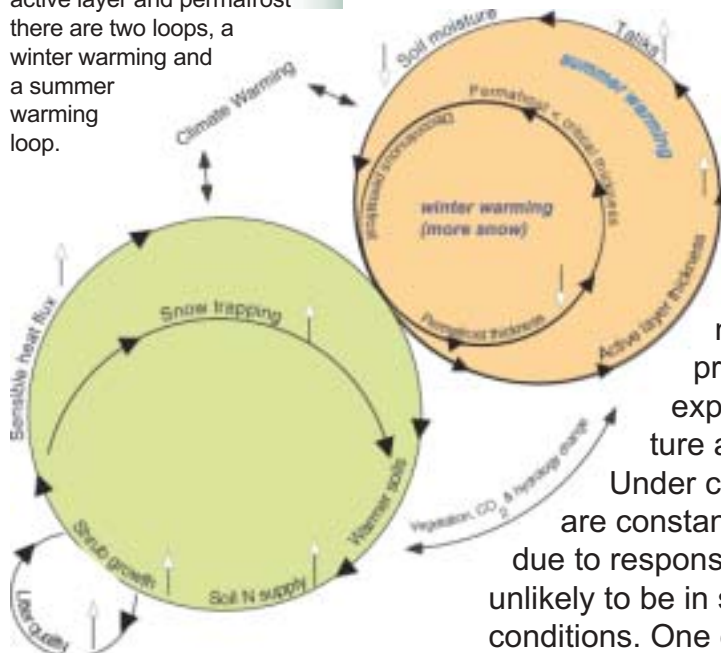 active layer and permafrost
there are two loops, a
winter warming and
a summer
warming
loop.
Climate Warming
Soil moisture
Taliks
summer warming
Permafrost < critical thickness
winter warming
(more snow)
Permafrost thickness
Active layer thickness
Sensible heat flux
Snow trapping
Warmer soils
Soil N supply
Shrub growth
Litter quality
Vegetation, CO2 & hydrology change
ture a
Under c
are constan
due to respons
unlikely to be in s
conditions. One